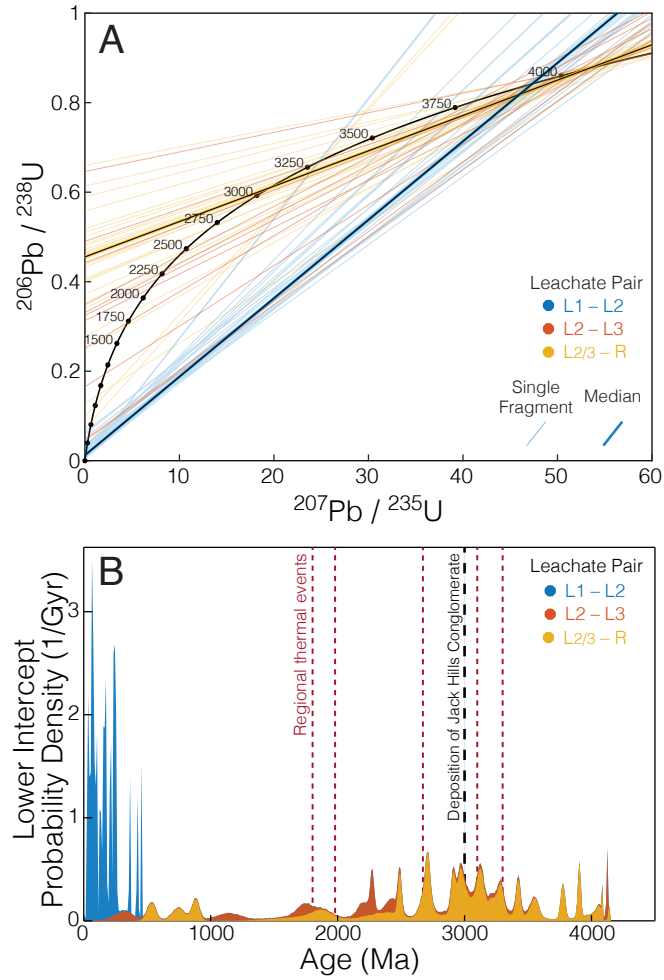 A
1
0.8
0.6
0.4
0.2
0
206Pb / 238U
1500
1750
2000
2250
2500
2750
3000
3250
3500
3750
4000
Leachate Pair
L1 – L2
L2 – L3
L2/3 – R
Single
Fragment
Median
0
10
20
30
40
50
60
207Pb / 235U
B
3
2
1
0
Lower Intercept
Probability Density (1/Gyr)
Regional thermal events
Deposition of Jack Hills Conglomerate
Leachate Pair
L1 – L2
L2 – L3
L2/3 – R
0
1000
2000
3000
4000
Age (Ma)